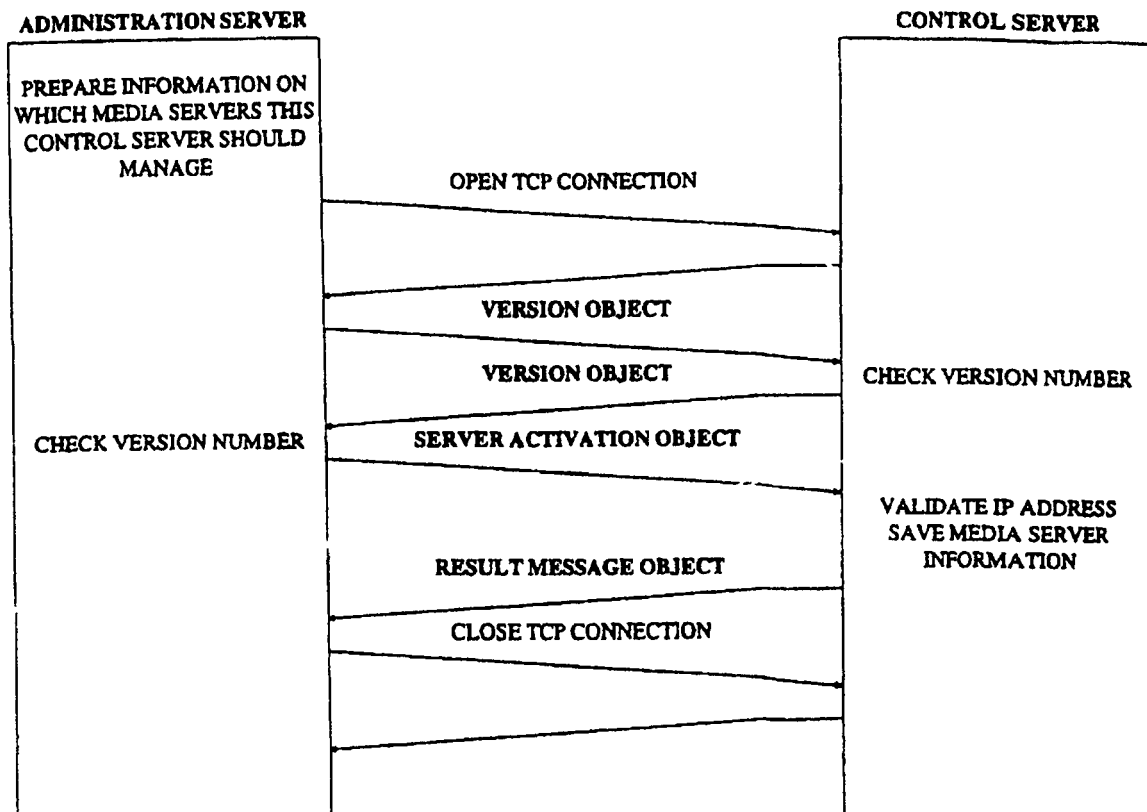 ADMINISTRATION SERVER
CONTROL SERVER
PREPARE INFORMATION ON
WHICH MEDIA SERVERS THIS
CONTROL SERVER SHOULD
MANAGE
OPEN TCP CONNECTION
VERSION OBJECT
VERSION OBJECT
CHECK VERSION NUMBER
CHECK VERSION NUMBER
SERVER ACTIVATION OBJECT
VALIDATE IP ADDRESS
SAVE MEDIA SERVER
INFORMATION
RESULT MESSAGE OBJECT
CLOSE TCP CONNECTION